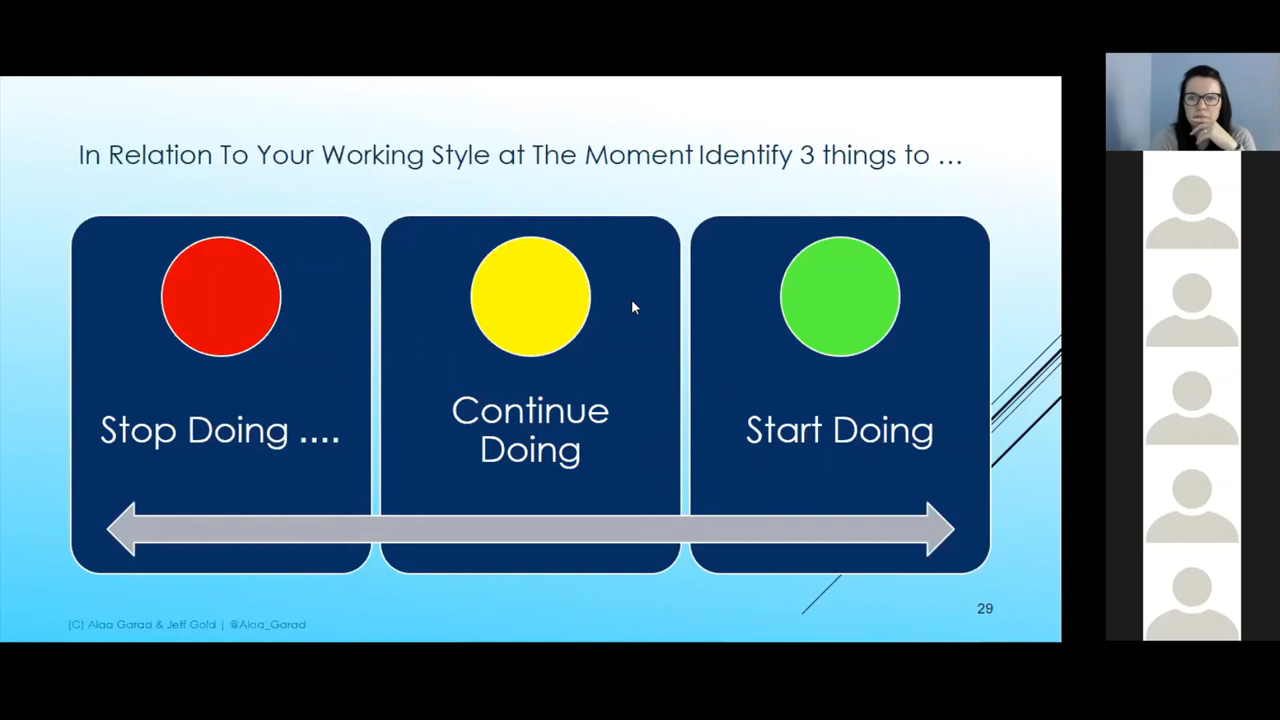 In Relation To Your Working Style at The Moment Identify 3 things to ...
Stop Doing ....
Continue
Doing
Start Doing
29
(C) Alaa Garad & Jeff Gold | @Alaa_Garad